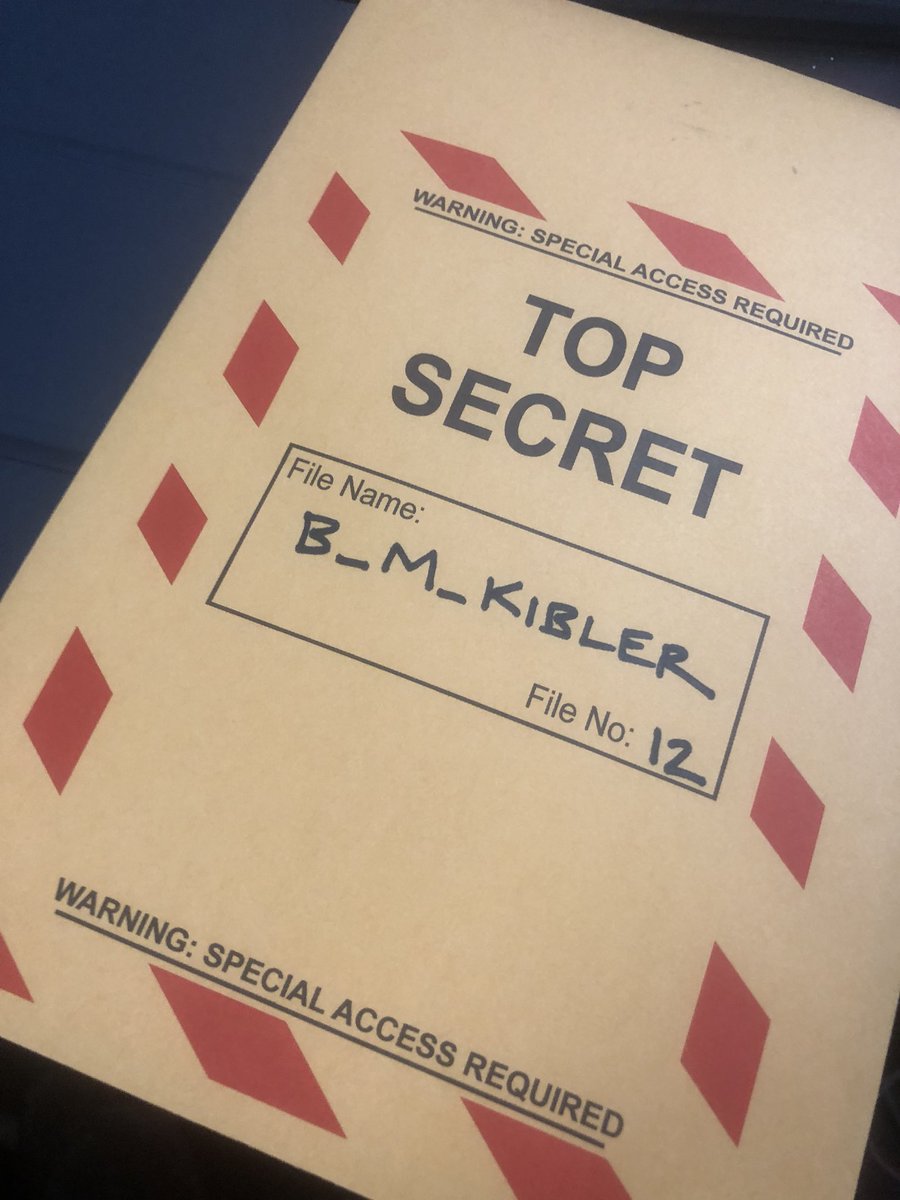 WARNING: SPECIAL ACCESS REQUIRED
TOP
SECRET
File Name:
B_M_KIBLER
File No: 12
WARNING: SPECIAL ACCESS REQUIRED